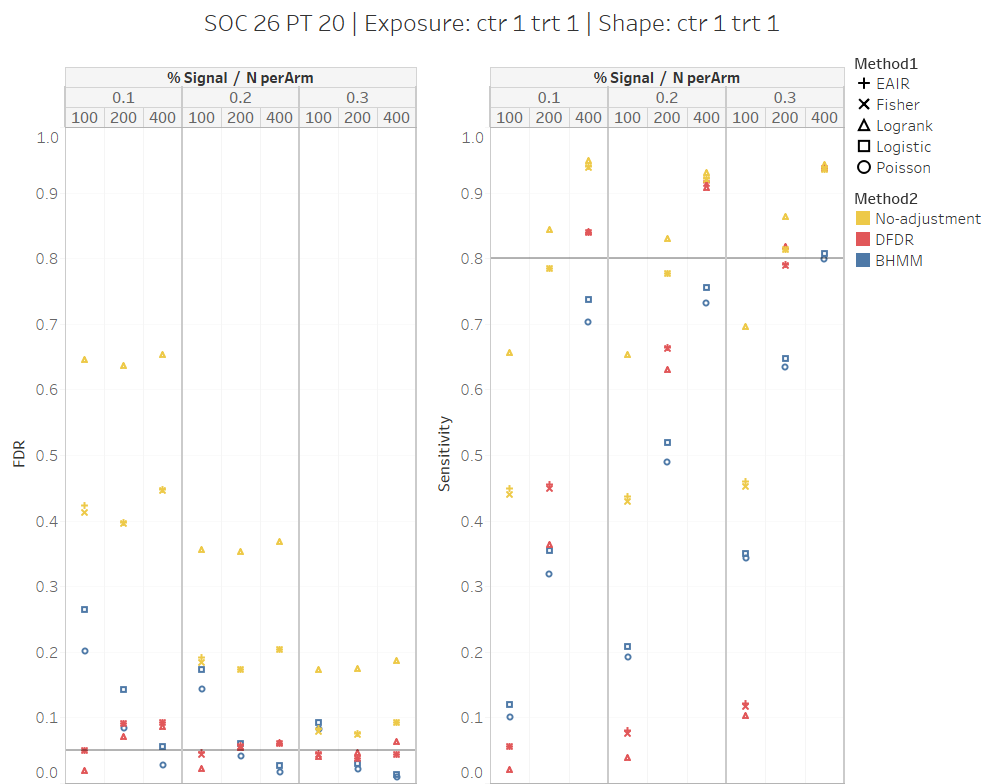 SOC 26 PT 20 | Exposure: ctr 1 trt 1 | Shape: ctr 1 trt 1
% Signal / N perArm
0.1 0.2 0.3
100 200 400 100 200 400 100 200 400
1.0
0.9
0.8
0.7
0.6
0.5
0.4
0.3
0.2
0.1
0.0
FDR
% Signal / N perArm
0.1 0.2 0.3
100 200 400 100 200 400 100 200 400
1.0
0.9
0.8
0.7
0.6
0.5
0.4
0.3
0.2
0.1
0.0
Sensitivity
Method1
EAIR
Fisher
Logrank
Logistic
Poisson
Method2
No-adjustment
DFDR
BHMM